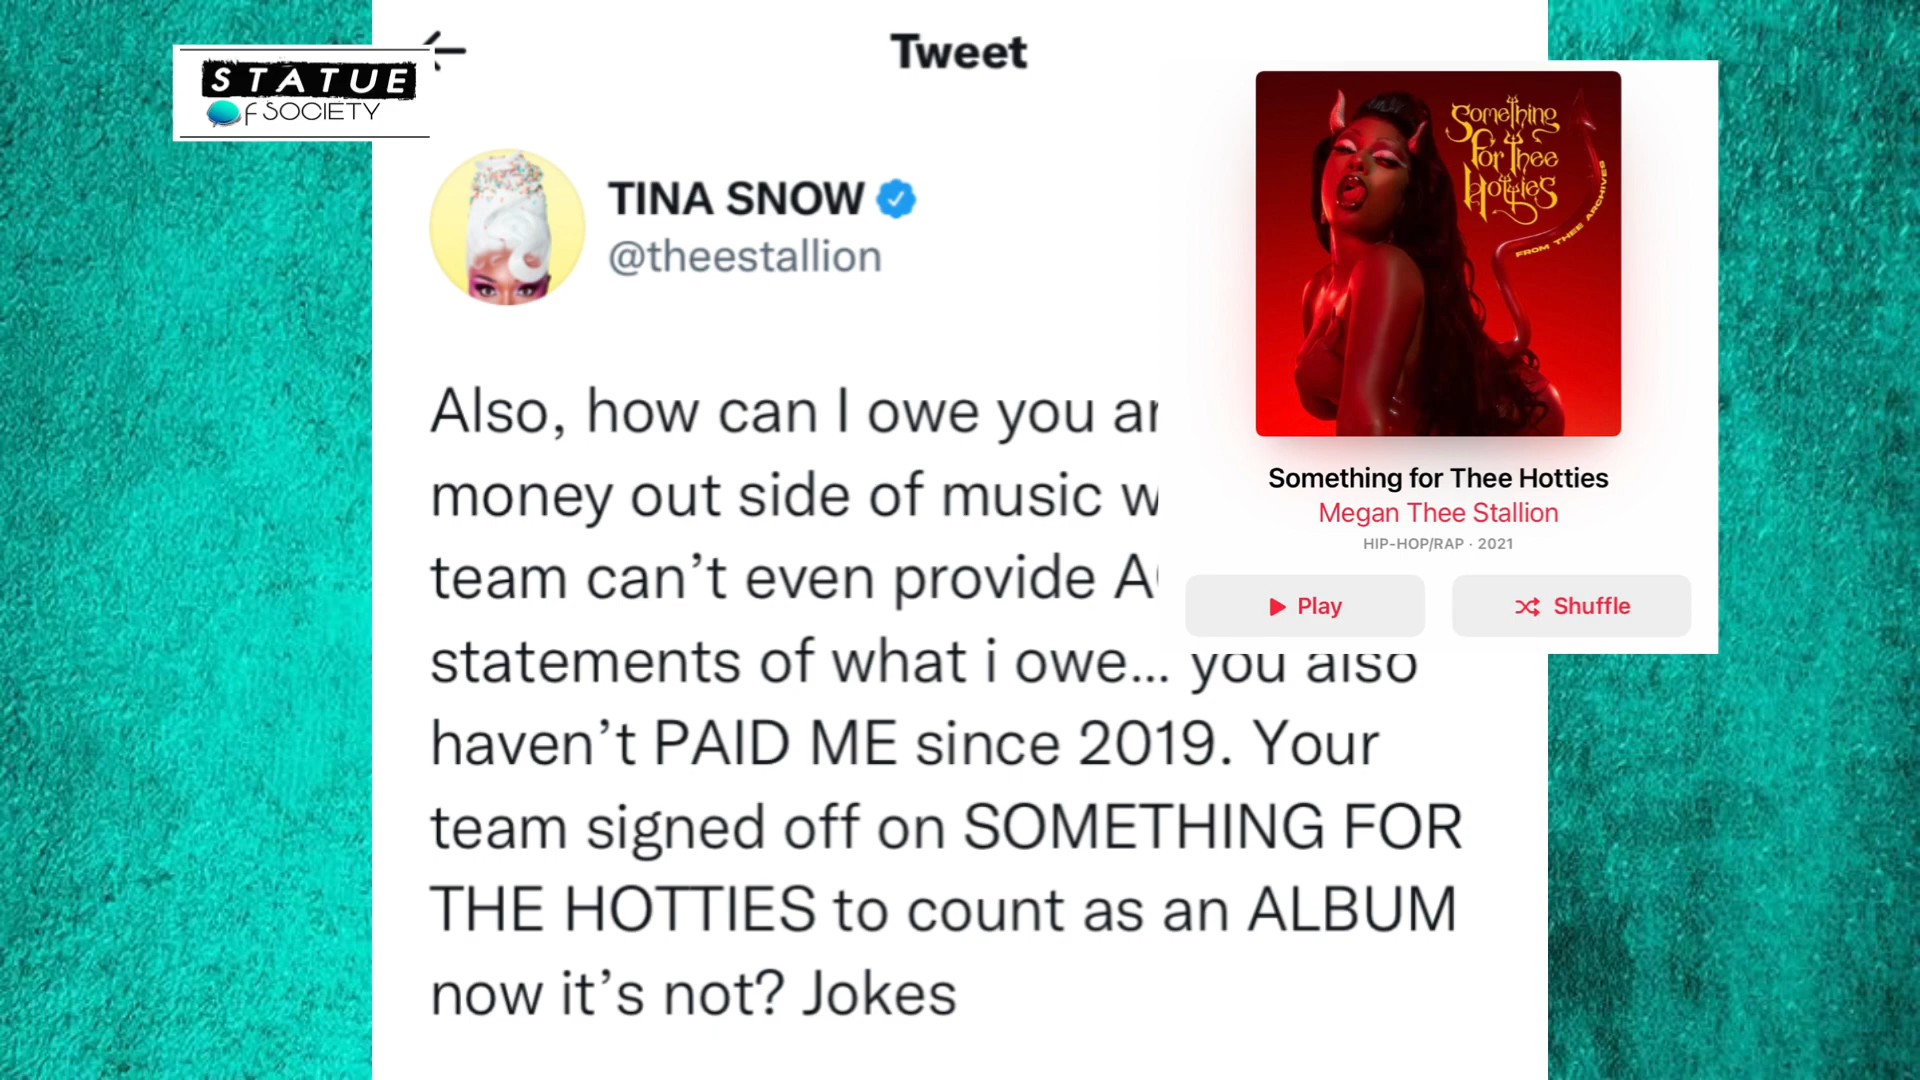 STATUE
OF SOCIETY
Tweet
TINA SNOW
@theestallion
Also, how can I owe you
money out side of music
team can’t even provide
statements of what i owe... you also
haven’t PAID ME since 2019. Your
team signed off on SOMETHING FOR
THE HOTTIES to count as an ALBUM
now it’s not? Jokes
Something
For Thee
Hotties
FROM THEE ARCHIVES
Something for Thee Hotties
Megan Thee Stallion
HIP-HOP/RAP · 2021
Play
Shuffle